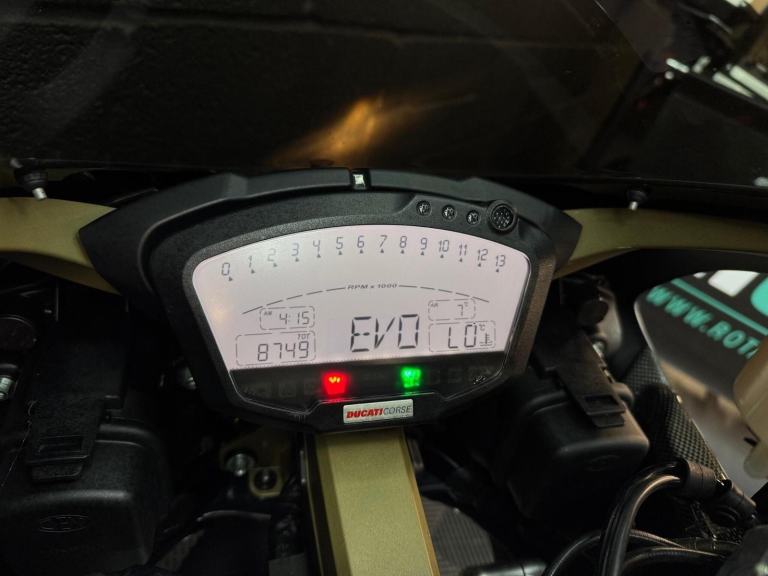 0 1 2 3 4 5 6 7 8 9 10 11 12 13
RPM x 1000
AM 4:15
7°
TOT
8749
EVO
LO °C
DUCATI CORSE
WWW.ROT